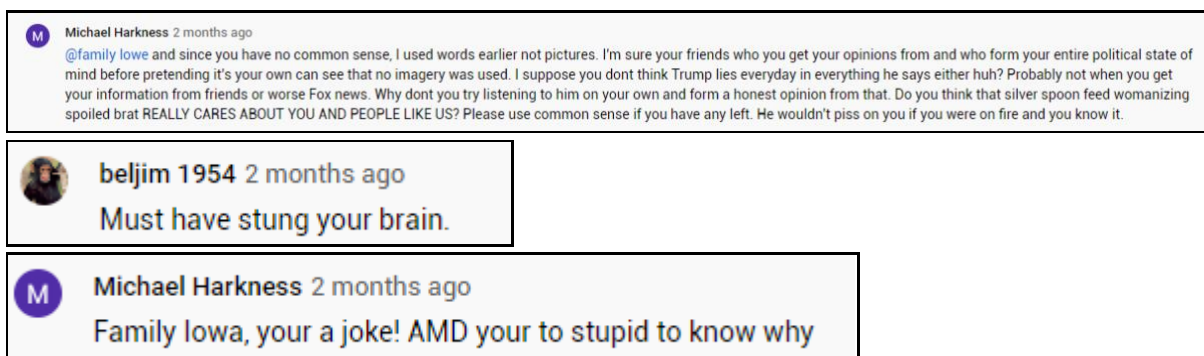 M
Michael Harkness 2 months ago
@family lowe and since you have no common sense, I used words earlier not pictures. I'm sure your friends who you get your opinions from and who form your entire political state of
mind before pretending it's your own can see that no imagery was used. I suppose you dont think Trump lies everyday in everything he says either huh? Probably not when you get
your information from friends or worse Fox news. Why dont you try listening to him on your own and form a honest opinion from that. Do you think that silver spoon feed womanizing
spoiled brat REALLY CARES ABOUT YOU AND PEOPLE LIKE US? Please use common sense if you have any left. He wouldn't piss on you if you were on fire and you know it.
beljim 1954 2 months ago
Must have stung your brain.
M
Michael Harkness 2 months ago
Family lowa, your a joke! AMD your to stupid to know why